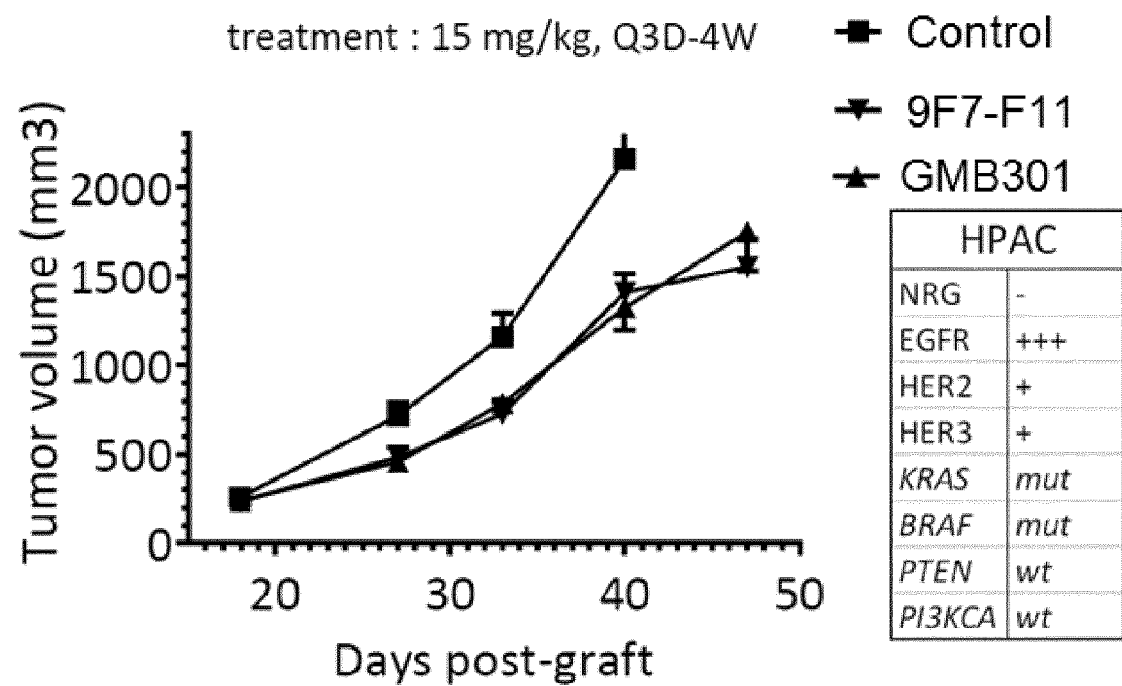 treatment : 15 mg/kg, Q3D-4W
Control
9F7-F11
GMB301
Tumor volume (mm3)
2000
1500
1000
500
0
20 30 40 50
Days post-graft
HPAC
NRG -
EGFR +++
HER2 +
HER3 +
KRAS mut
BRAF mut
PTEN wt
PI3KCA wt